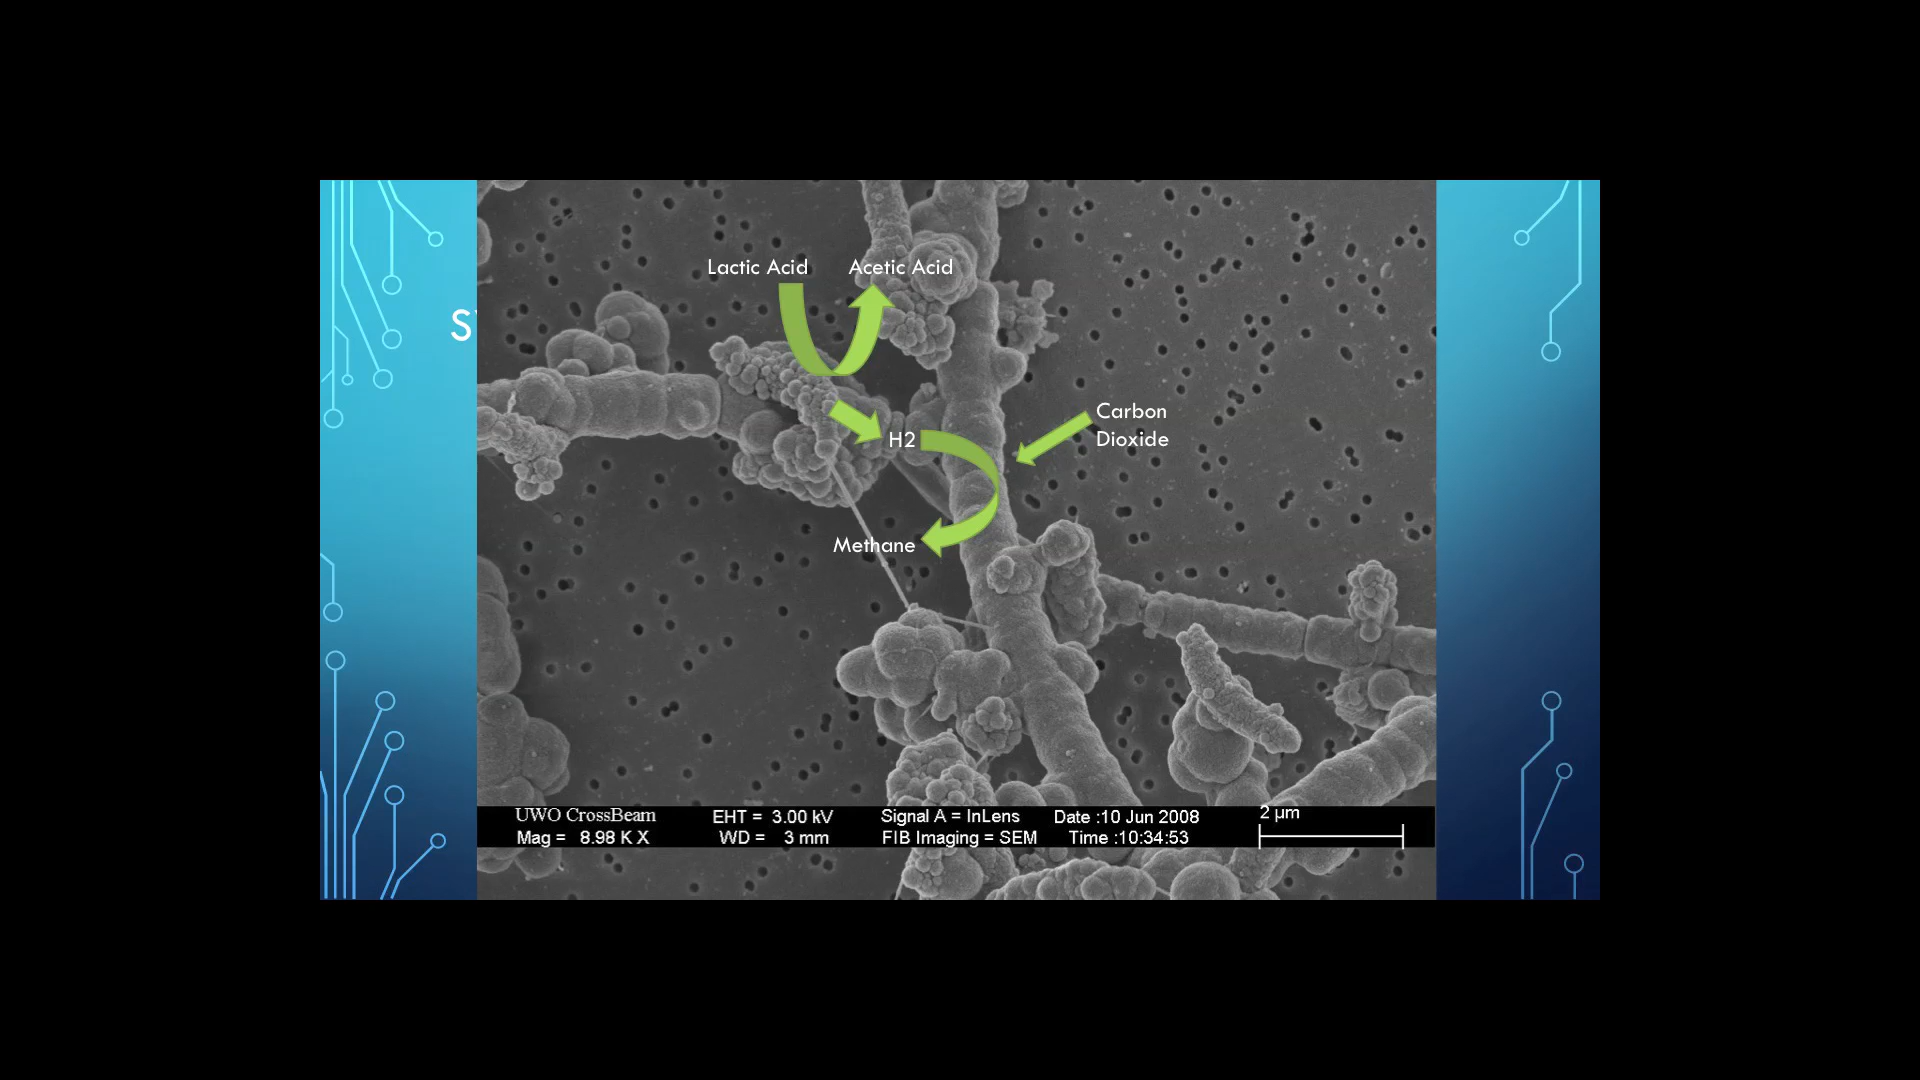 Lactic Acid
Acetic Acid
S
Carbon
Dioxide
H2
Methane
UWO CrossBeam
Mag = 8.98 K X
EHT = 3.00 kV
WD = 3 mm
Signal A = InLens
FIB Imaging = SEM
Date :10 Jun 2008
Time :10:34:53
2 µm